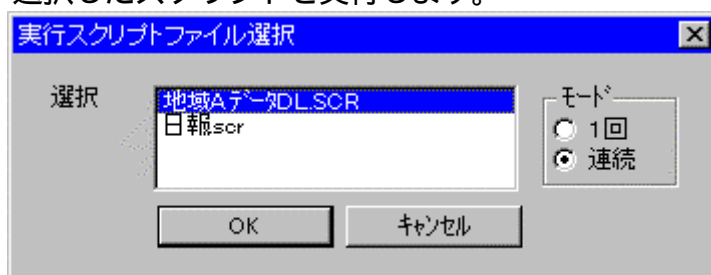 選択したスクリプトを実行します。
実行スクリプトファイル選択
選択
地域AデータDL.SCR
日報scr
モード
1回
連続
OK
キャンセル